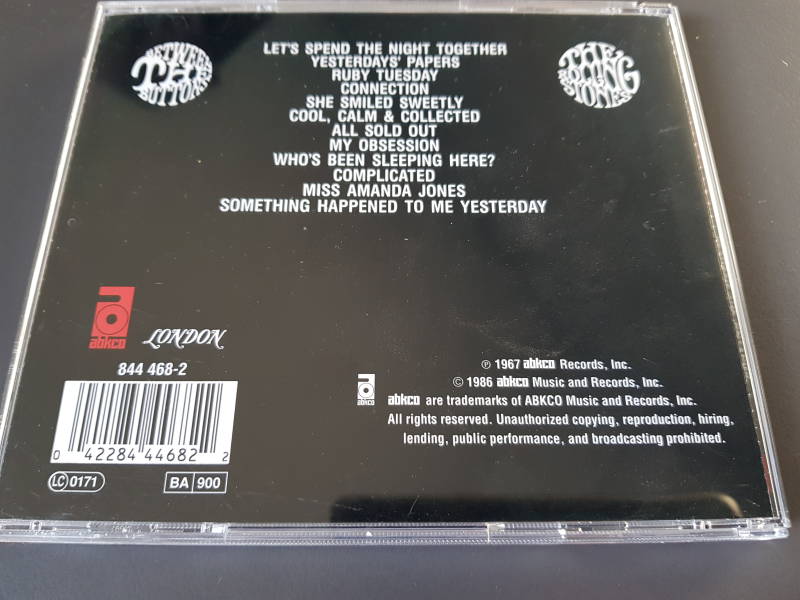 BETWEEN
THE
BUTTONS
THE
ROLLING
STONES
LET'S SPEND THE NIGHT TOGETHER
YESTERDAYS' PAPERS
RUBY TUESDAY
CONNECTION
SHE SMILED SWEETLY
COOL, CALM & COLLECTED
ALL SOLD OUT
MY OBSESSION
WHO'S BEEN SLEEPING HERE?
COMPLICATED
MISS AMANDA JONES
SOMETHING HAPPENED TO ME YESTERDAY
abkco
LONDON
844 468-2
0 42284 44682 2
LC 0171
BA 900
abkco
℗ 1967 abkco Records, Inc.
© 1986 abkco Music and Records, Inc.
abkco are trademarks of ABKCO Music and Records, Inc.
All rights reserved. Unauthorized copying, reproduction, hiring,
lending, public performance, and broadcasting prohibited.